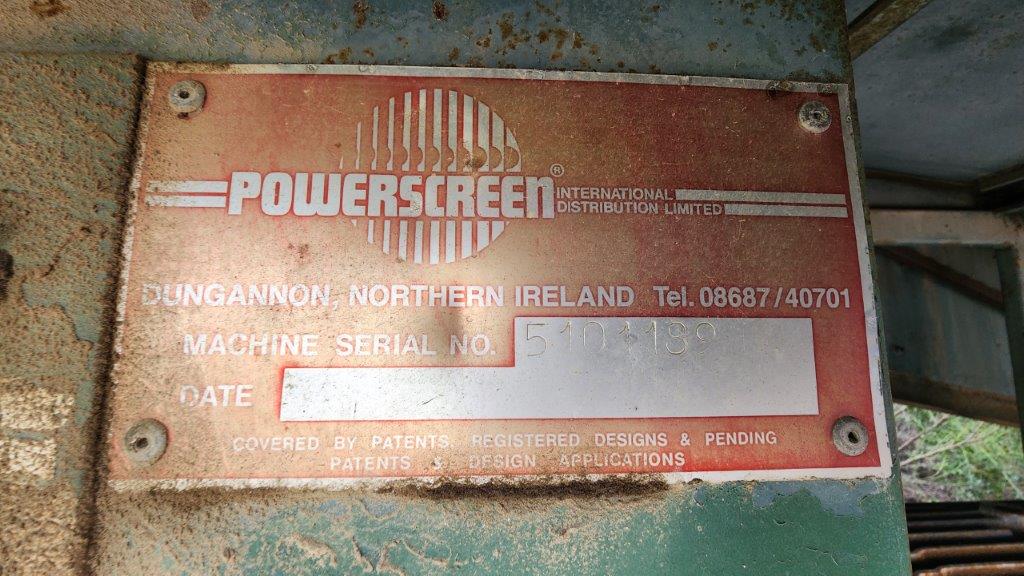 POWERSCREEN® INTERNATIONAL
DISTRIBUTION LIMITED
DUNGANNON, NORTHERN IRELAND Tel. 08687/40701
MACHINE SERIAL NO. 5101189
DATE
COVERED BY PATENTS, REGISTERED DESIGNS & PENDING
PATENTS & DESIGN APPLICATIONS